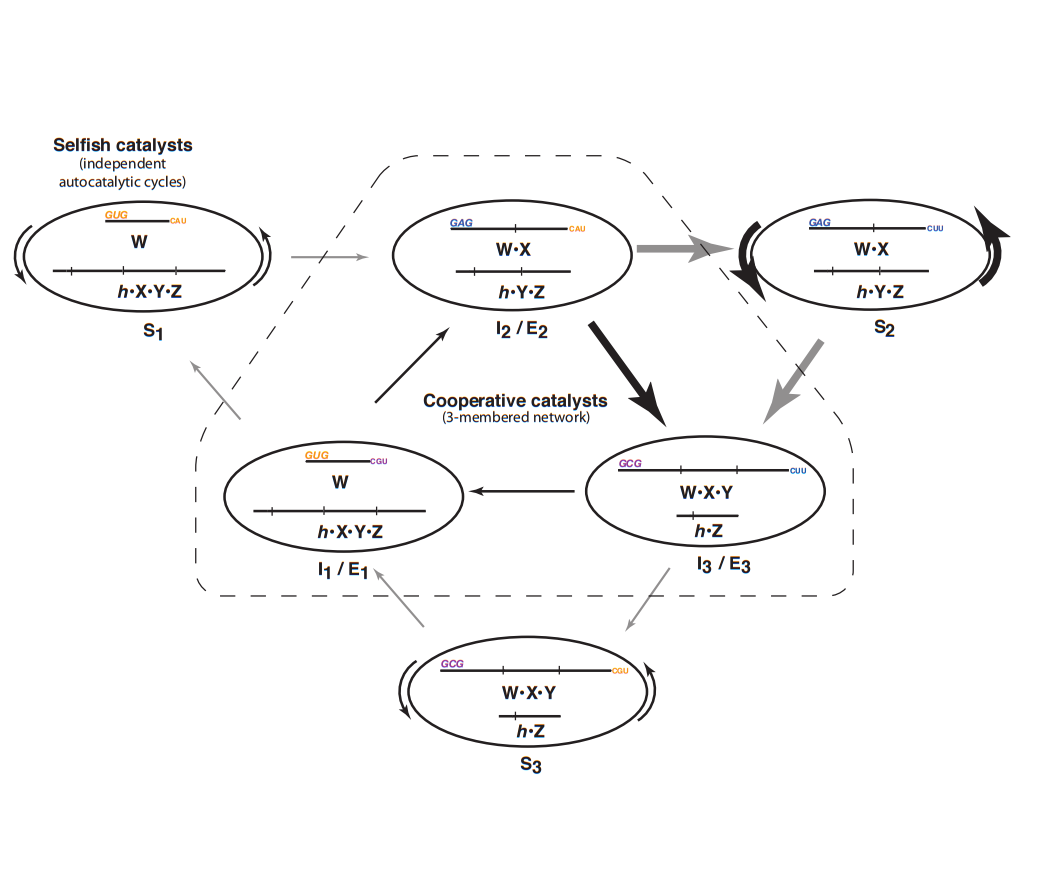 Selfish catalysts
(independent
autocatalytic cycles)
GUG
CAU
W
h•X•Y•Z
S1
GAG
CAU
W•X
h•Y•Z
I2 / E2
GAG
CUU
W•X
h•Y•Z
S2
Cooperative catalysts
(3-membered network)
GUG
CGU
W
h•X•Y•Z
I1 / E1
GCG
CUU
W•X•Y
h•Z
I3 / E3
GCG
CGU
W•X•Y
h•Z
S3